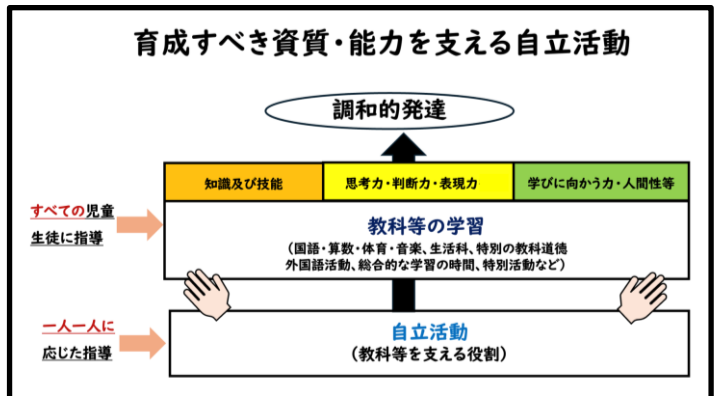 育成すべき資質・能力を支える自立活動
調和的発達
知識及び技能
思考力・判断力・表現力
学びに向かう力・人間性等
すべての児童
生徒に指導
教科等の学習
(国語・算数・体育・音楽、生活科、特別の教科道徳
外国語活動、総合的な学習の時間、特別活動など)
一人一人に
応じた指導
自立活動
(教科等を支える役割)